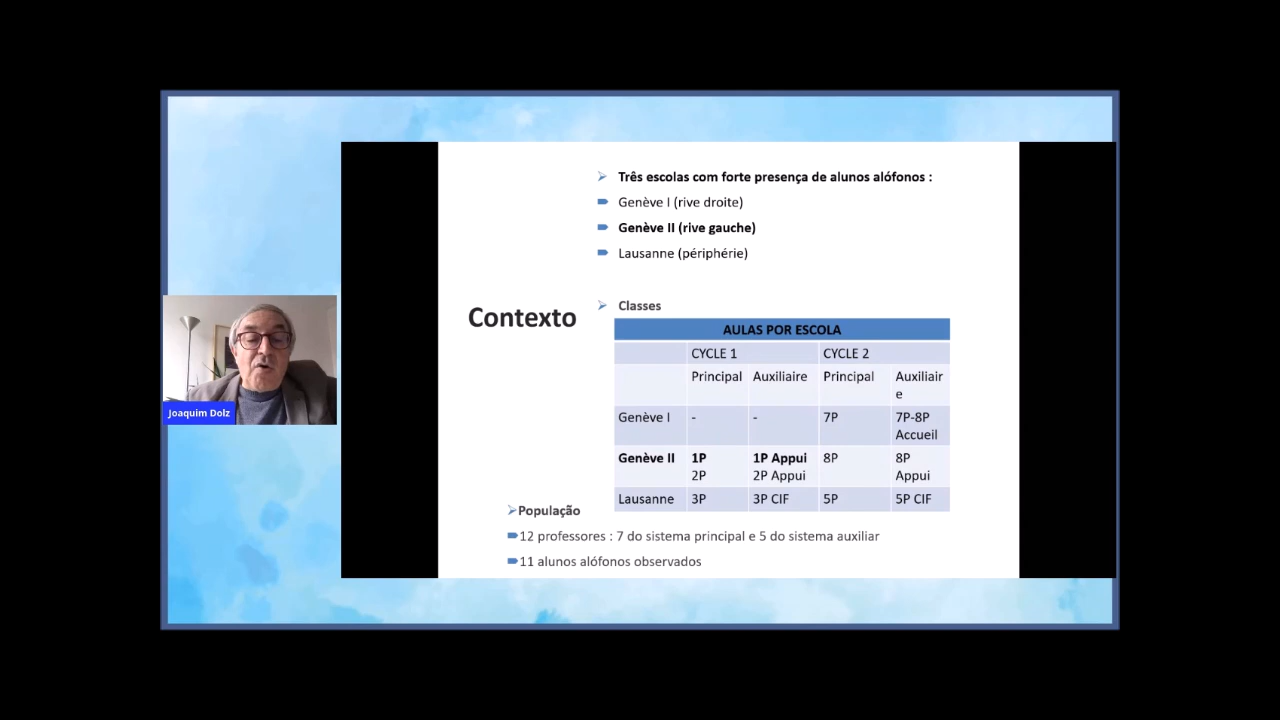 Três escolas com forte presença de alunos alófonos :
Genève I (rive droite)
Genève II (rive gauche)
Lausanne (périphérie)
Contexto
Classes
AULAS POR ESCOLA
CYCLE 1 CYCLE 2
Principal Auxiliaire Principal Auxiliair
e
Genève I - - 7P 7P-8P
Accueil
Genève II 1P 1P Appui 8P 8P
2P 2P Appui Appui
Lausanne 3P 3P CIF 5P 5P CIF
População
12 professores : 7 do sistema principal e 5 do sistema auxiliar
11 alunos alófonos observados
Joaquim Dolz